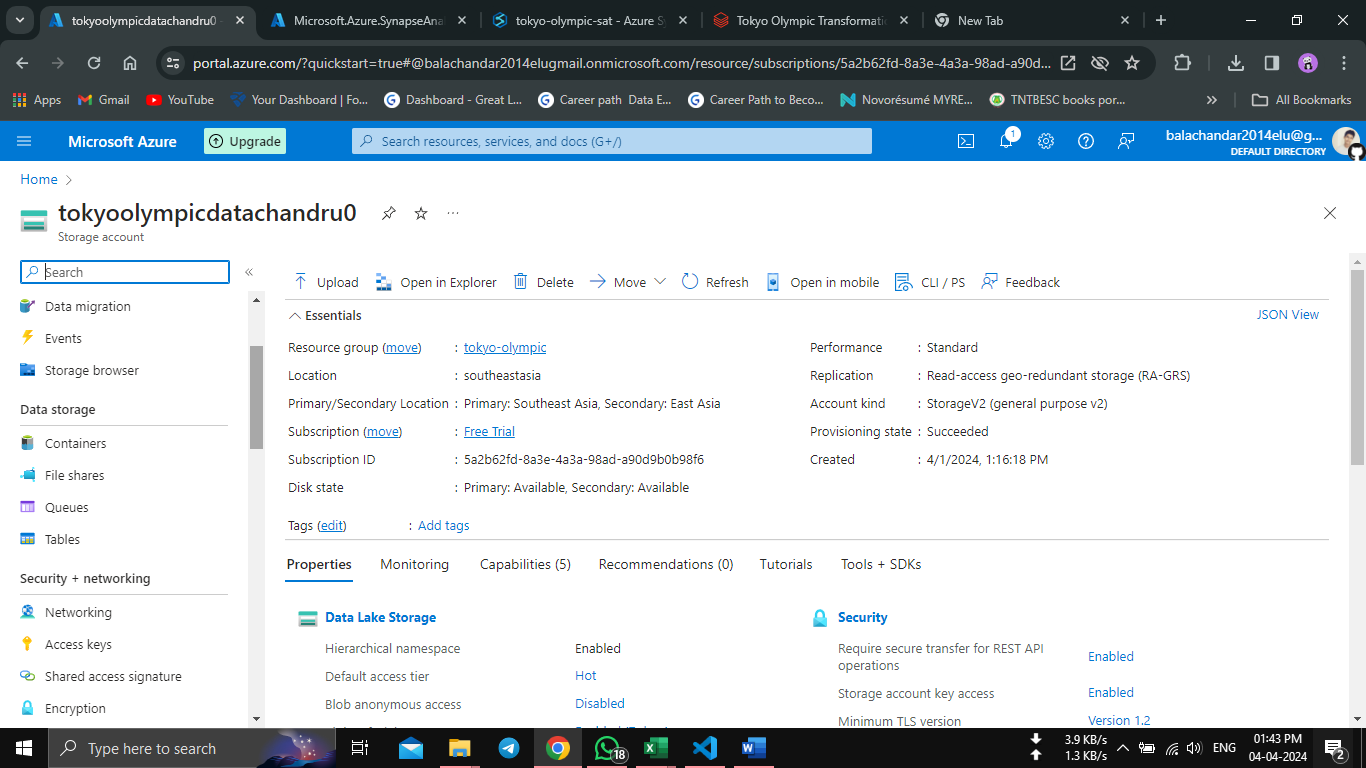 tokyoolympicdatachandru0 -
Microsoft.Azure.SynapseAnal
tokyo-olympic-sat - Azure Sy
Tokyo Olympic Transformatio
New Tab
portal.azure.com/?quickstart=true#@balachandar2014elugmail.onmicrosoft.com/resource/subscriptions/5a2b62fd-8a3e-4a3a-98ad-a90d...
Apps Gmail YouTube Your Dashboard | Fo... Dashboard - Great L... Career path Data E... Career Path to Beco... Novorésumé MYRE... TNTBESC books por... » All Bookmarks
Microsoft Azure Upgrade Search resources, services, and docs (G+/) 1 balachandar2014elu@g...
DEFAULT DIRECTORY
Home
tokyoolympicdatachandru0 ...
Storage account
Search
Data migration
Events
Storage browser
Data storage
Containers
File shares
Queues
Tables
Security + networking
Networking
Access keys
Shared access signature
Encryption
Upload Open in Explorer Delete Move Refresh Open in mobile CLI / PS Feedback
Essentials JSON View
Resource group (move) : tokyo-olympic
Location : southeastasia
Primary/Secondary Location : Primary: Southeast Asia, Secondary: East Asia
Subscription (move) : Free Trial
Subscription ID : 5a2b62fd-8a3e-4a3a-98ad-a90d9b0b98f6
Disk state : Primary: Available, Secondary: Available
Performance : Standard
Replication : Read-access geo-redundant storage (RA-GRS)
Account kind : StorageV2 (general purpose v2)
Provisioning state : Succeeded
Created : 4/1/2024, 1:16:18 PM
Tags (edit) : Add tags
Properties Monitoring Capabilities (5) Recommendations (0) Tutorials Tools + SDKs
Data Lake Storage
Hierarchical namespace Enabled
Default access tier Hot
Blob anonymous access Disabled
Security
Require secure transfer for REST API
operations Enabled
Storage account key access Enabled
Minimum TLS version Version 1.2
Type here to search
18
3.9 KB/s
1.3 KB/s
ENG
01:43 PM
04-04-2024
2